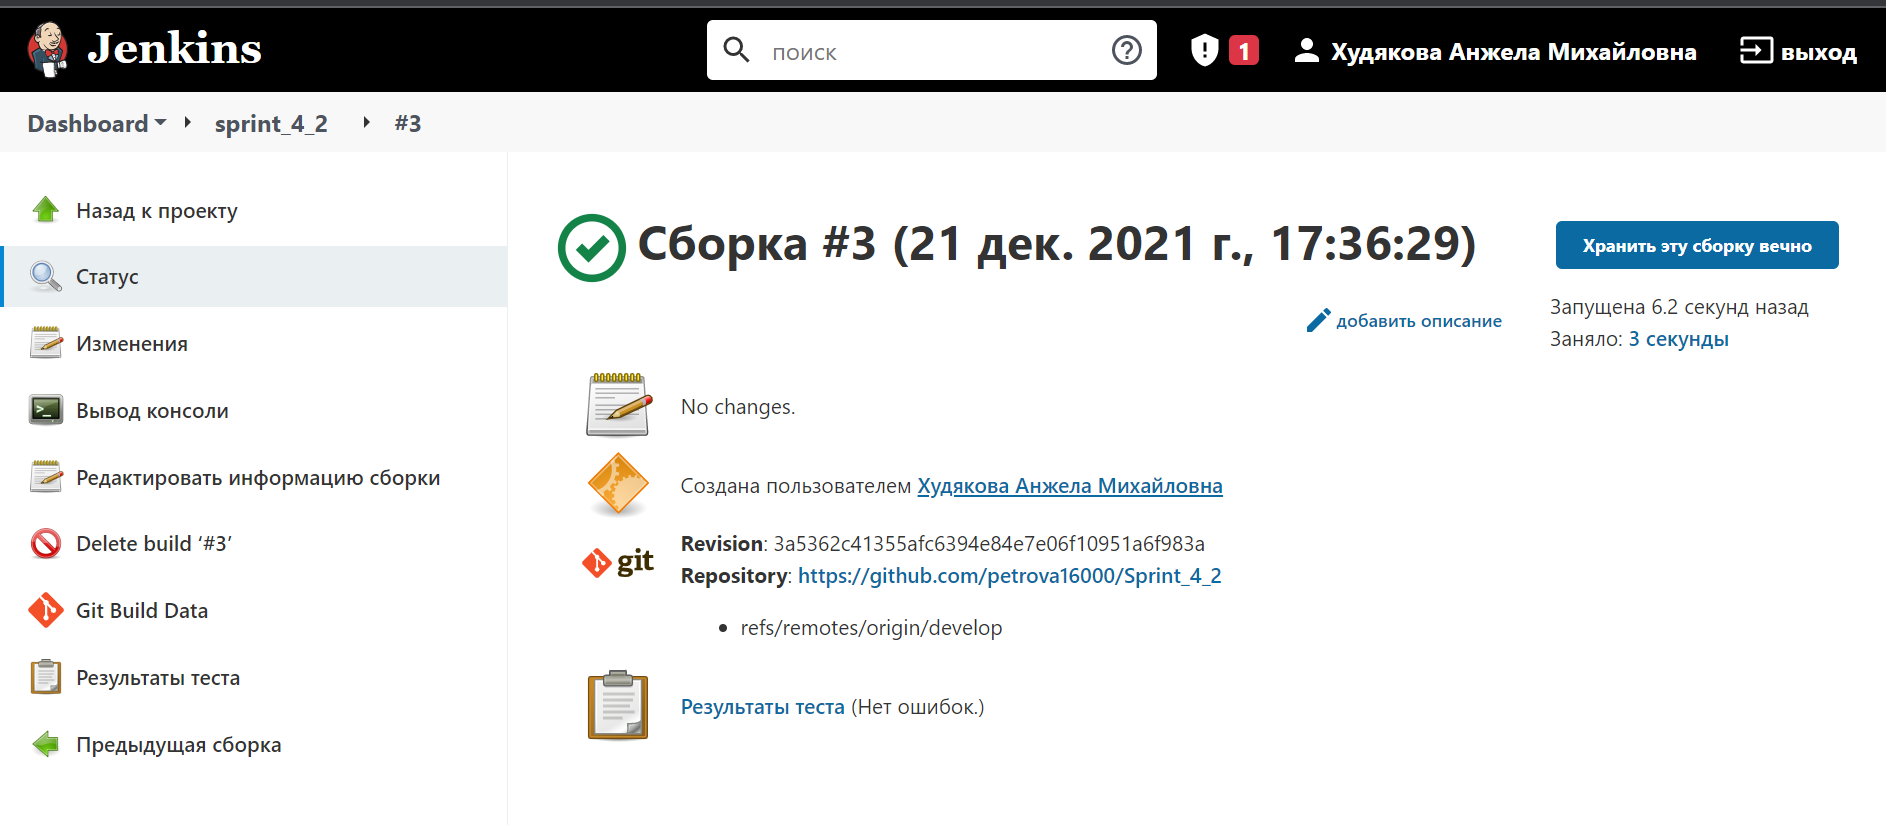 Jenkins
поиск
1
Худякова Анжела Михайловна
выход
Dashboard
sprint_4_2
#3
Назад к проекту
Статус
Изменения
Вывод консоли
Редактировать информацию сборки
Delete build ‘#3’
Git Build Data
Результаты теста
Предыдущая сборка
Сборка #3 (21 дек. 2021 г., 17:36:29)
Хранить эту сборку вечно
добавить описание
Запущена 6.2 секунд назад
Заняло: 3 секунды
No changes.
Создана пользователем Худякова Анжела Михайловна
git
Revision: 3a5362c41355afc6394e84e7e06f10951a6f983a
Repository: https://github.com/petrova16000/Sprint_4_2
refs/remotes/origin/develop
Результаты теста (Нет ошибок.)